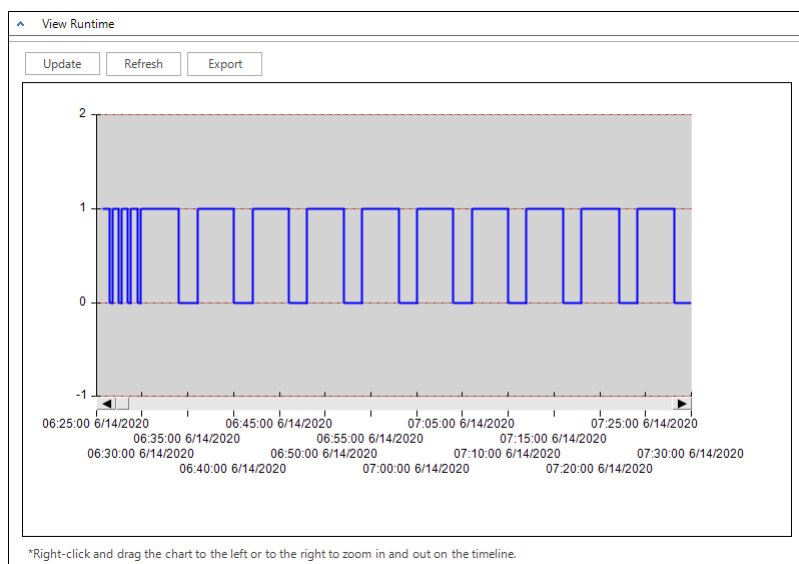 View Runtime
Update Refresh Export
2
1
0
-1
06:25:00 6/14/2020 06:45:00 6/14/2020 07:05:00 6/14/2020 07:25:00 6/14/2020
06:35:00 6/14/2020 06:55:00 6/14/2020 07:15:00 6/14/2020
06:30:00 6/14/2020 06:50:00 6/14/2020 07:10:00 6/14/2020 07:30:00 6/14/2020
06:40:00 6/14/2020 07:00:00 6/14/2020 07:20:00 6/14/2020
*Right-click and drag the chart to the left or to the right to zoom in and out on the timeline.